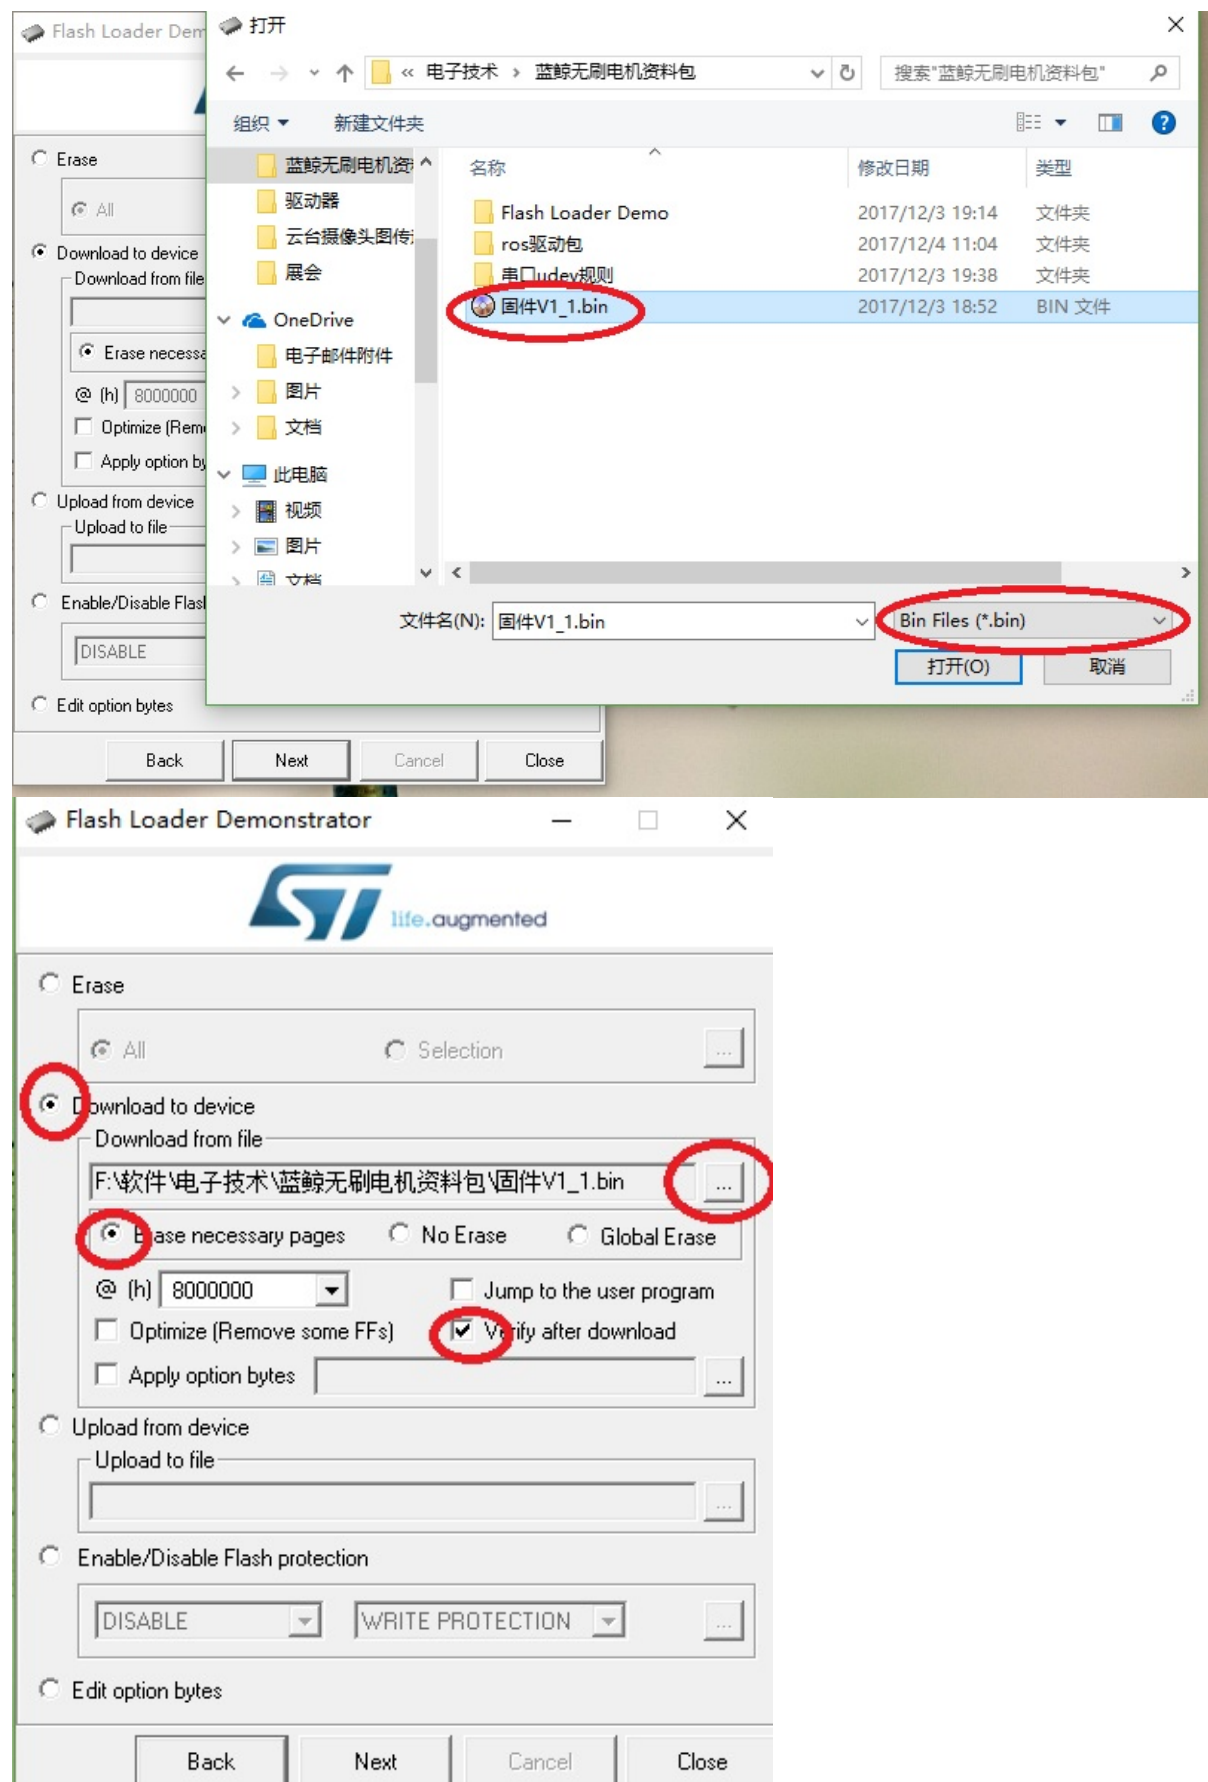 Flash Loader Dem
打开
« 电子技术 › 蓝鲸无刷电机资料包
搜索"蓝鲸无刷电机资料包"
组织 新建文件夹
名称 修改日期 类型
蓝鲸无刷电机资
驱动器
云台摄像头图传
展会
OneDrive
电子邮件附件
图片
文档
此电脑
视频
图片
文档
Flash Loader Demo 2017/12/3 19:14 文件夹
ros驱动包 2017/12/4 11:04 文件夹
串口udev规则 2017/12/3 19:38 文件夹
固件V1_1.bin 2017/12/3 18:52 BIN 文件
文件名(N): 固件V1_1.bin Bin Files (*.bin)
打开(O) 取消
Erase
All
Download to device
Download from file
Erase necessa
@ (h) 8000000
Optimize (Rem
Apply option by
Upload from device
Upload to file
Enable/Disable Flas
DISABLE
Edit option bytes
Back Next Cancel Close
Flash Loader Demonstrator
ST life.augmented
Erase
All Selection ...
Download to device
Download from file
F:\软件\电子技术\蓝鲸无刷电机资料包\固件V1_1.bin ...
Erase necessary pages No Erase Global Erase
@ (h) 8000000 Jump to the user program
Optimize (Remove some FFs) Verify after download
Apply option bytes ...
Upload from device
Upload to file
...
Enable/Disable Flash protection
DISABLE WRITE PROTECTION ...
Edit option bytes
Back Next Cancel Close